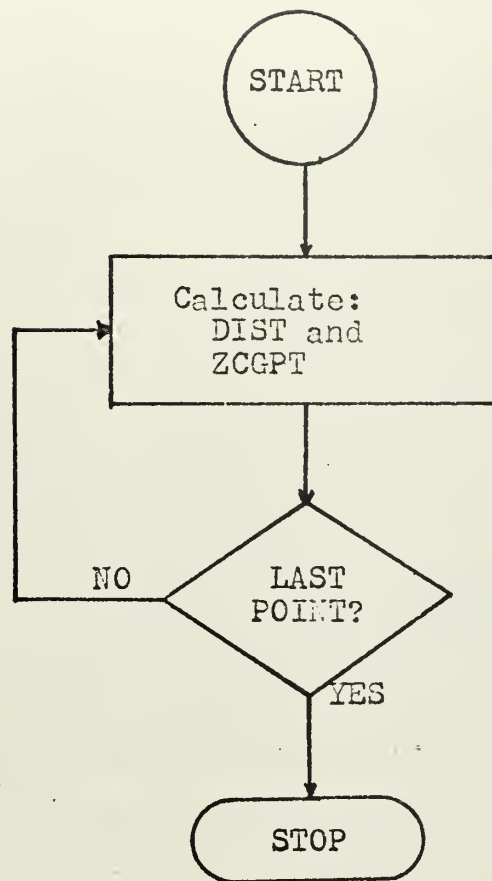 START
Calculate:
DIST and
ZCGPT
NO
LAST
POINT?
YES
STOP